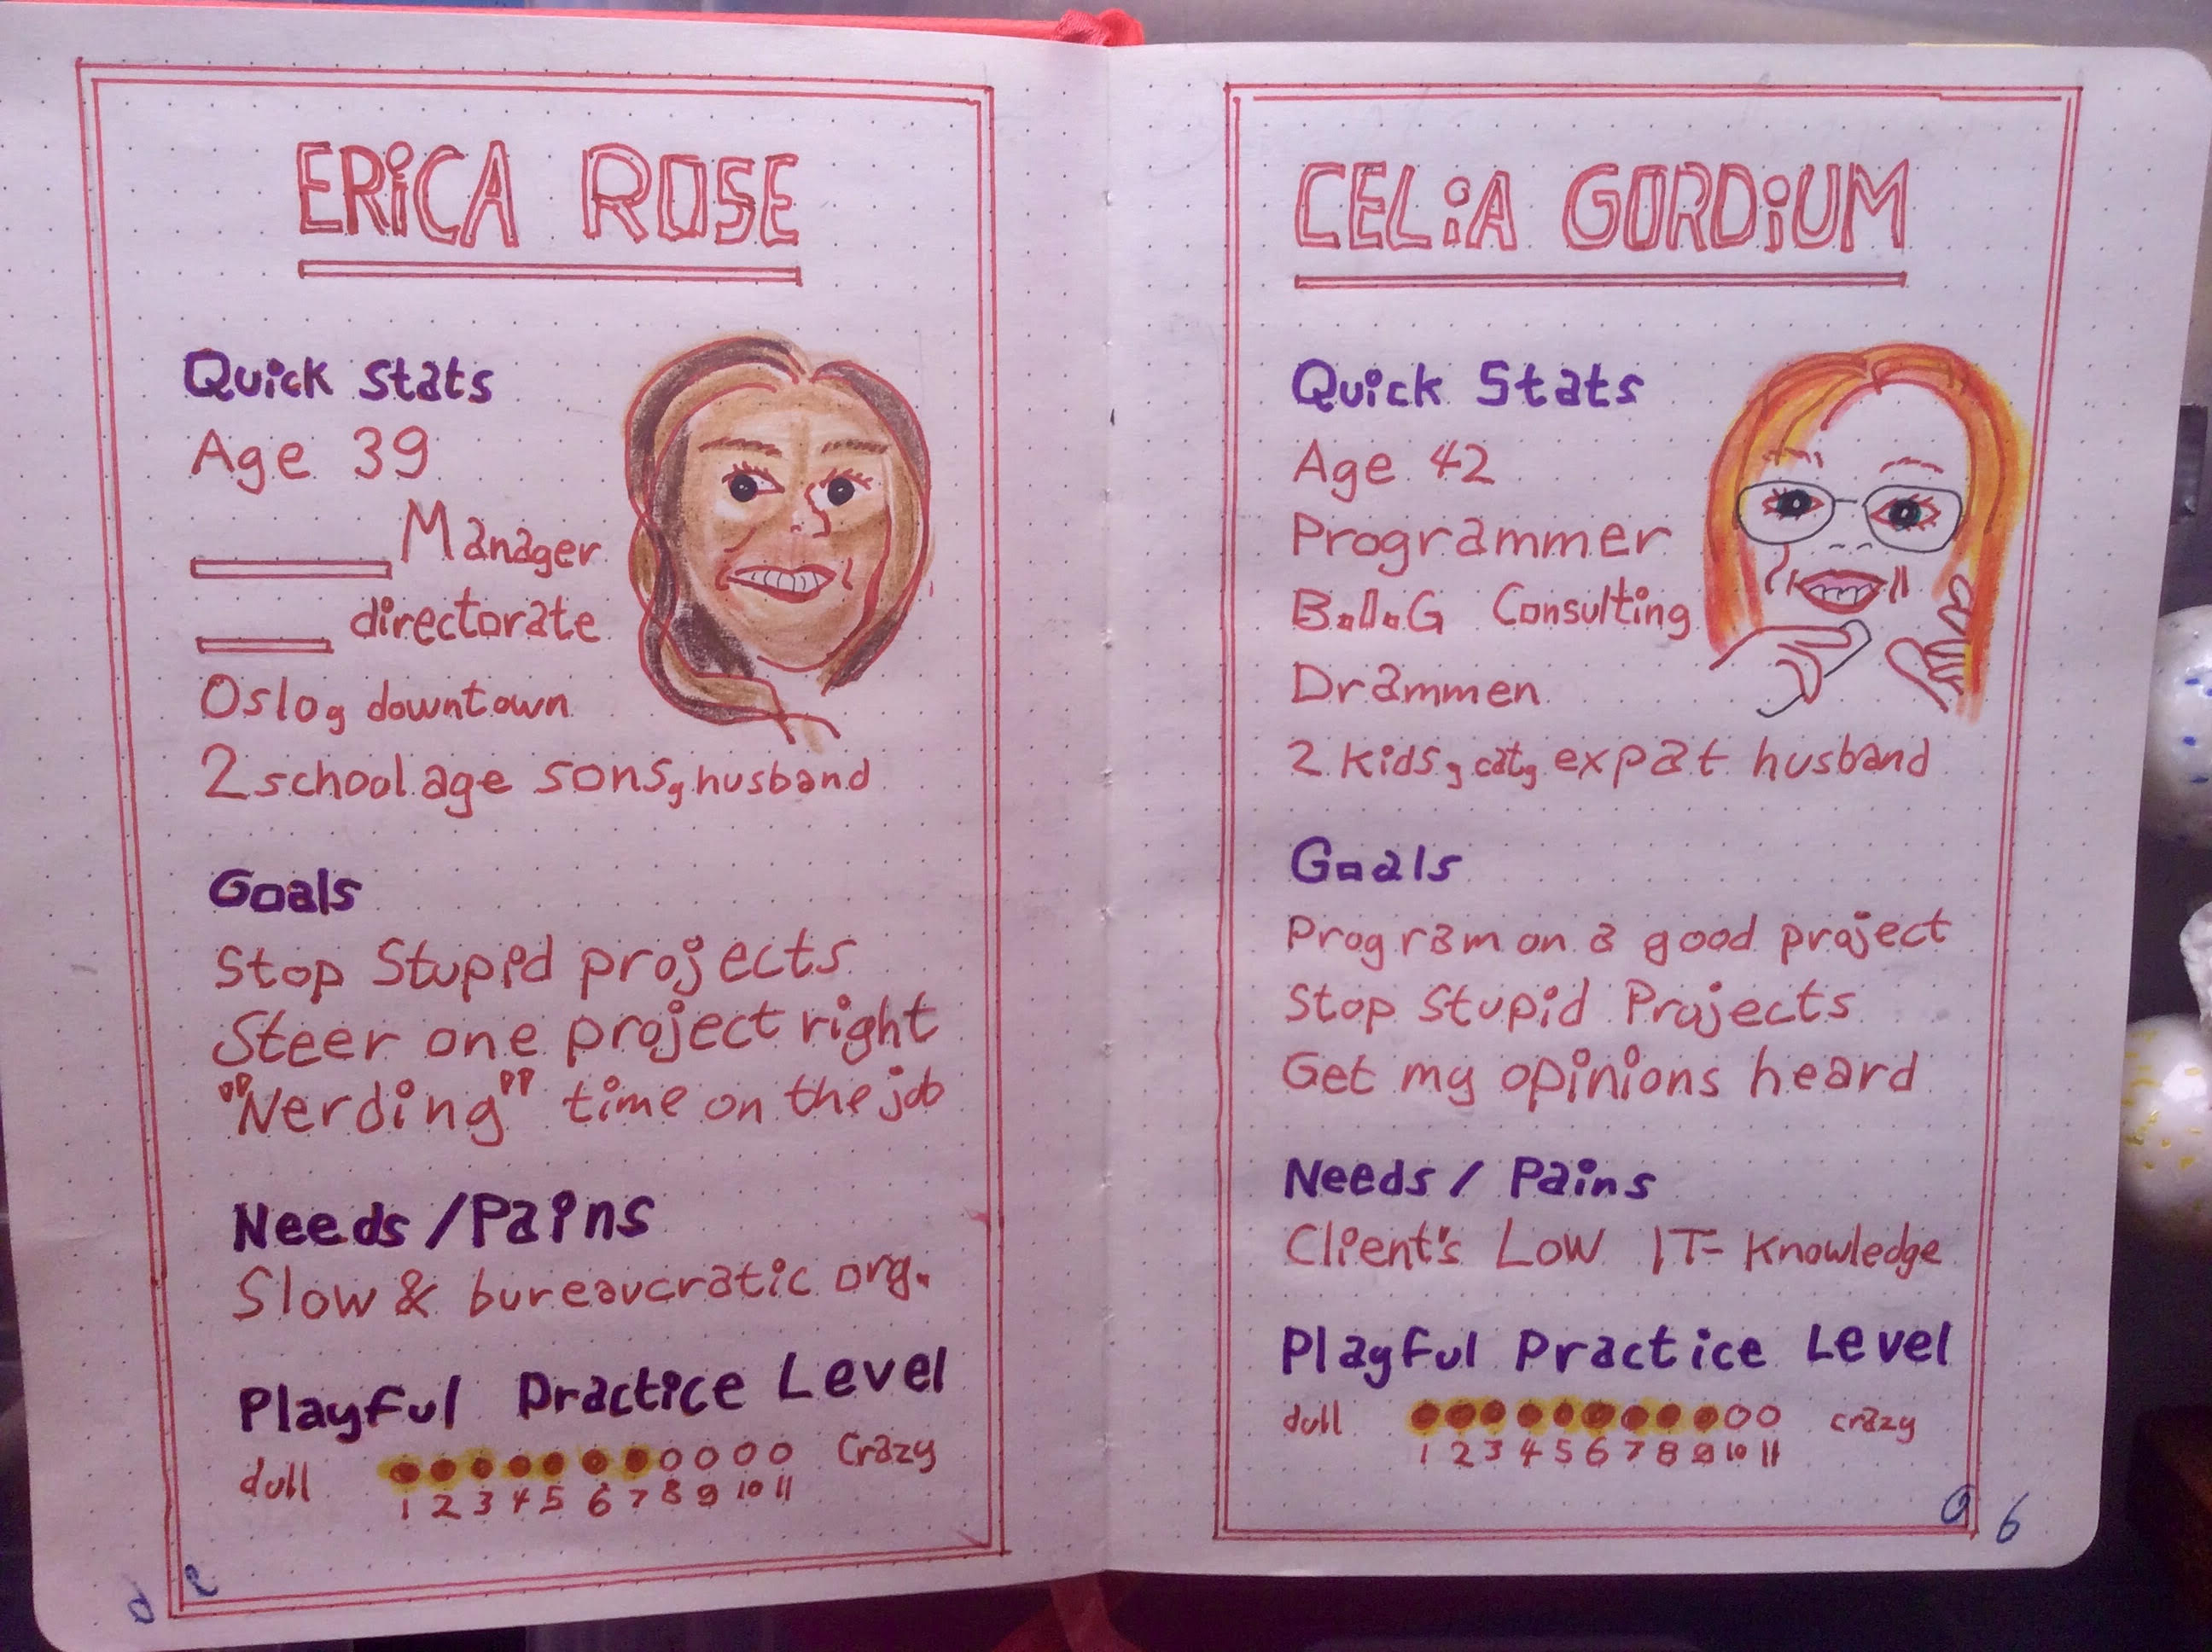 ERiCA ROSE
Quick Stats
Age 39
Manager
directorate
Oslo, downtown
2 school age sons, husband
Goals
Stop Stupid projects
Steer one project right
"Nerding" time on the job
Needs/Pains
Slow & bureaucratic org.
Playful Practice Level
dull Crazy
1 2 3 4 5 6 7 8 9 10 11
CELiA GORDiUM
Quick Stats
Age 42
Programmer
B.I.G Consulting
Drammen
2 kids, cat, expat husband
Goals
Program on a good project
Stop Stupid Projects
Get my opinions heard
Needs / Pains
Client's Low IT-Knowledge
Playful Practice Level
dull crazy
1 2 3 4 5 6 7 8 9 10 11